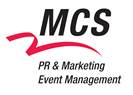 MCS
PR & Marketing
Event Management